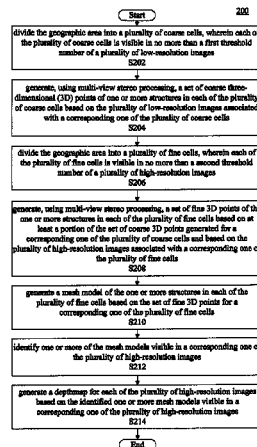 200
Start
divide the geographic area into a plurality of coarse cells, wherein each o
the plurality of coarse cells is visible in no more than a first threshold
number of a plurality of low-resolution images
S202
generate, using multi-view stereo processing, a set of coarse three-
dimensional (3D) points of one or more structures in each of the plurality
of coarse cells based on the plurality of low-resolution images associated
with a corresponding one of the plurality of coarse cells
S204
divide the geographic area into a plurality of fine cells, wherein each of
the plurality of fine cells is visible in no more than a second threshold
number of a plurality of high-resolution images
S206
generate, using multi-view stereo processing, a set of fine 3D points of th
one or more structures in each of the plurality of fine cells based on at
least a portion of the set of coarse 3D points generated for a
corresponding one of the plurality of coarse cells and based on the
plurality of high-resolution images associated with a corresponding one o
the plurality of fine cells
S208
generate a mesh model of the one or more structures in each of the
plurality of fine cells based on the set of fine 3D points for a
corresponding one of the plurality of fine cells
S210
identify one or more of the mesh models visible in a corresponding one of
the plurality of high-resolution images
S212
generate a depthmap for each of the plurality of high-resolution images
based on the identified one or more mesh models visible in a
corresponding one of the plurality of high-resolution images
S214
End